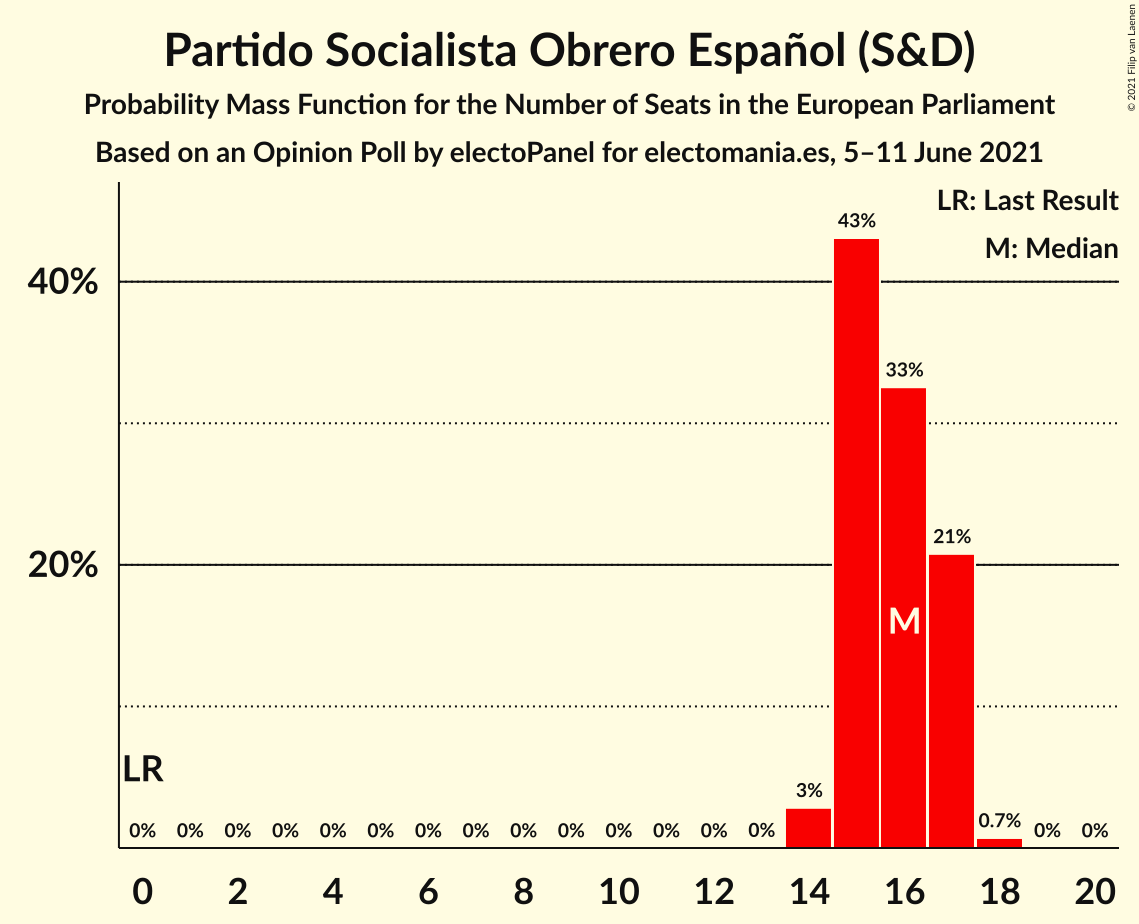 Partido Socialista Obrero Español (S&D)
Probability Mass Function for the Number of Seats in the European Parliament
Based on an Opinion Poll by electoPanel for electomania.es, 5–11 June 2021
© 2021 Filip van Laenen
LR: Last Result
M: Median
43%
40%
33%
21%
20%
M
LR
3%
0.7%
0% 0% 0% 0% 0% 0% 0% 0% 0% 0% 0% 0% 0% 0% 0% 0%
0 2 4 6 8 10 12 14 16 18 20